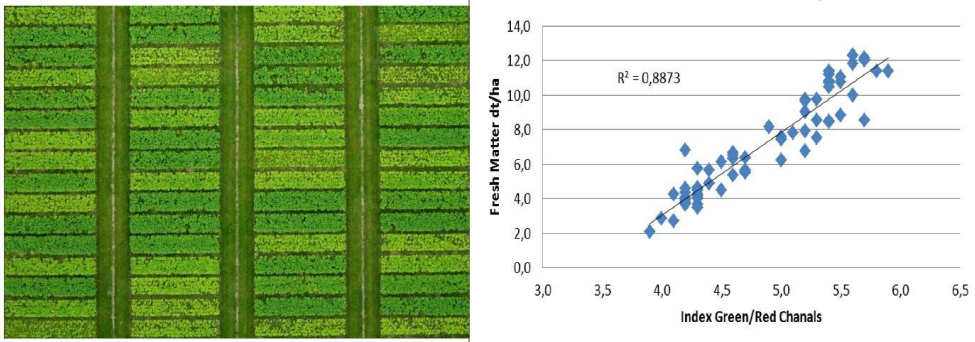 14,0
12,0
10,0
8,0
6,0
4,0
2,0
0,0
Fresh Matter dt/ha
R² = 0,8873
3,0 3,5 4,0 4,5 5,0 5,5 6,0 6,5
Index Green/Red Chanals